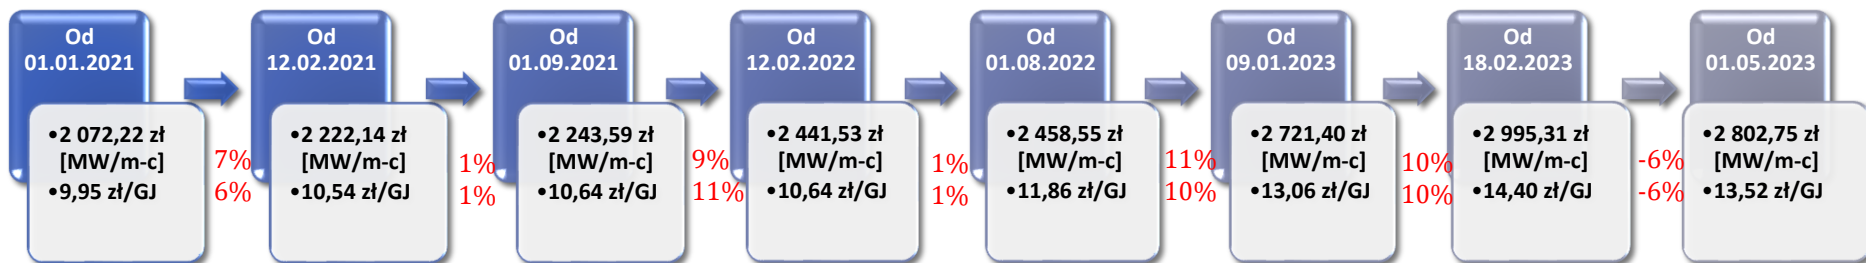 Od
01.01.2021
•2 072,22 zł
[MW/m-c]
•9,95 zł/GJ
7%
6%
Od
12.02.2021
•2 222,14 zł
[MW/m-c]
•10,54 zł/GJ
1%
1%
Od
01.09.2021
•2 243,59 zł
[MW/m-c]
•10,64 zł/GJ
9%
11%
Od
12.02.2022
•2 441,53 zł
[MW/m-c]
•10,64 zł/GJ
1%
1%
Od
01.08.2022
•2 458,55 zł
[MW/m-c]
•11,86 zł/GJ
11%
10%
Od
09.01.2023
•2 721,40 zł
[MW/m-c]
•13,06 zł/GJ
10%
10%
Od
18.02.2023
•2 995,31 zł
[MW/m-c]
•14,40 zł/GJ
-6%
-6%
Od
01.05.2023
•2 802,75 zł
[MW/m-c]
•13,52 zł/GJ